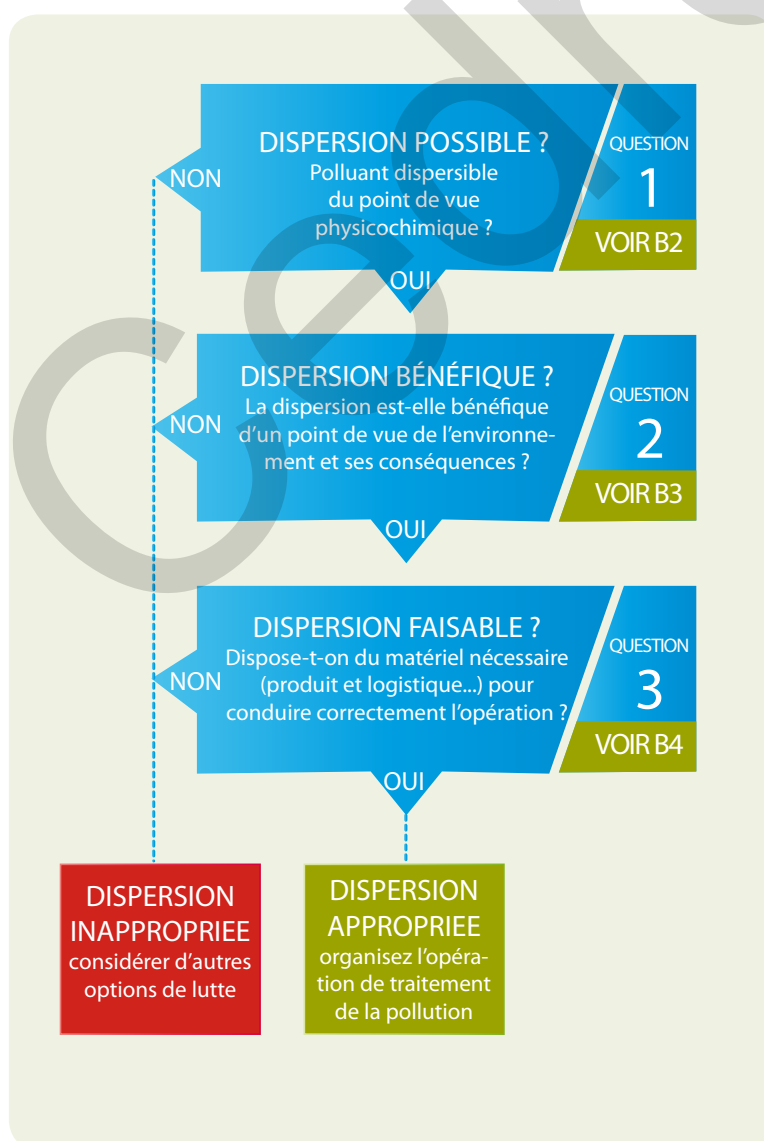 DISPERSION POSSIBLE ?
Polluant dispersible
du point de vue
physicochimique ?
NON
OUI
QUESTION
1
VOIR B2
DISPERSION BÉNÉFIQUE ?
La dispersion est-elle bénéfique
d'un point de vue de l'environne-
ment et ses conséquences ?
NON
OUI
QUESTION
2
VOIR B3
DISPERSION FAISABLE ?
Dispose-t-on du matériel nécessaire
(produit et logistique...) pour
conduire correctement l'opération ?
NON
OUI
QUESTION
3
VOIR B4
DISPERSION
INAPPROPRIEE
considérer d'autres
options de lutte
DISPERSION
APPROPRIEE
organisez l'opéra-
tion de traitement
de la pollution